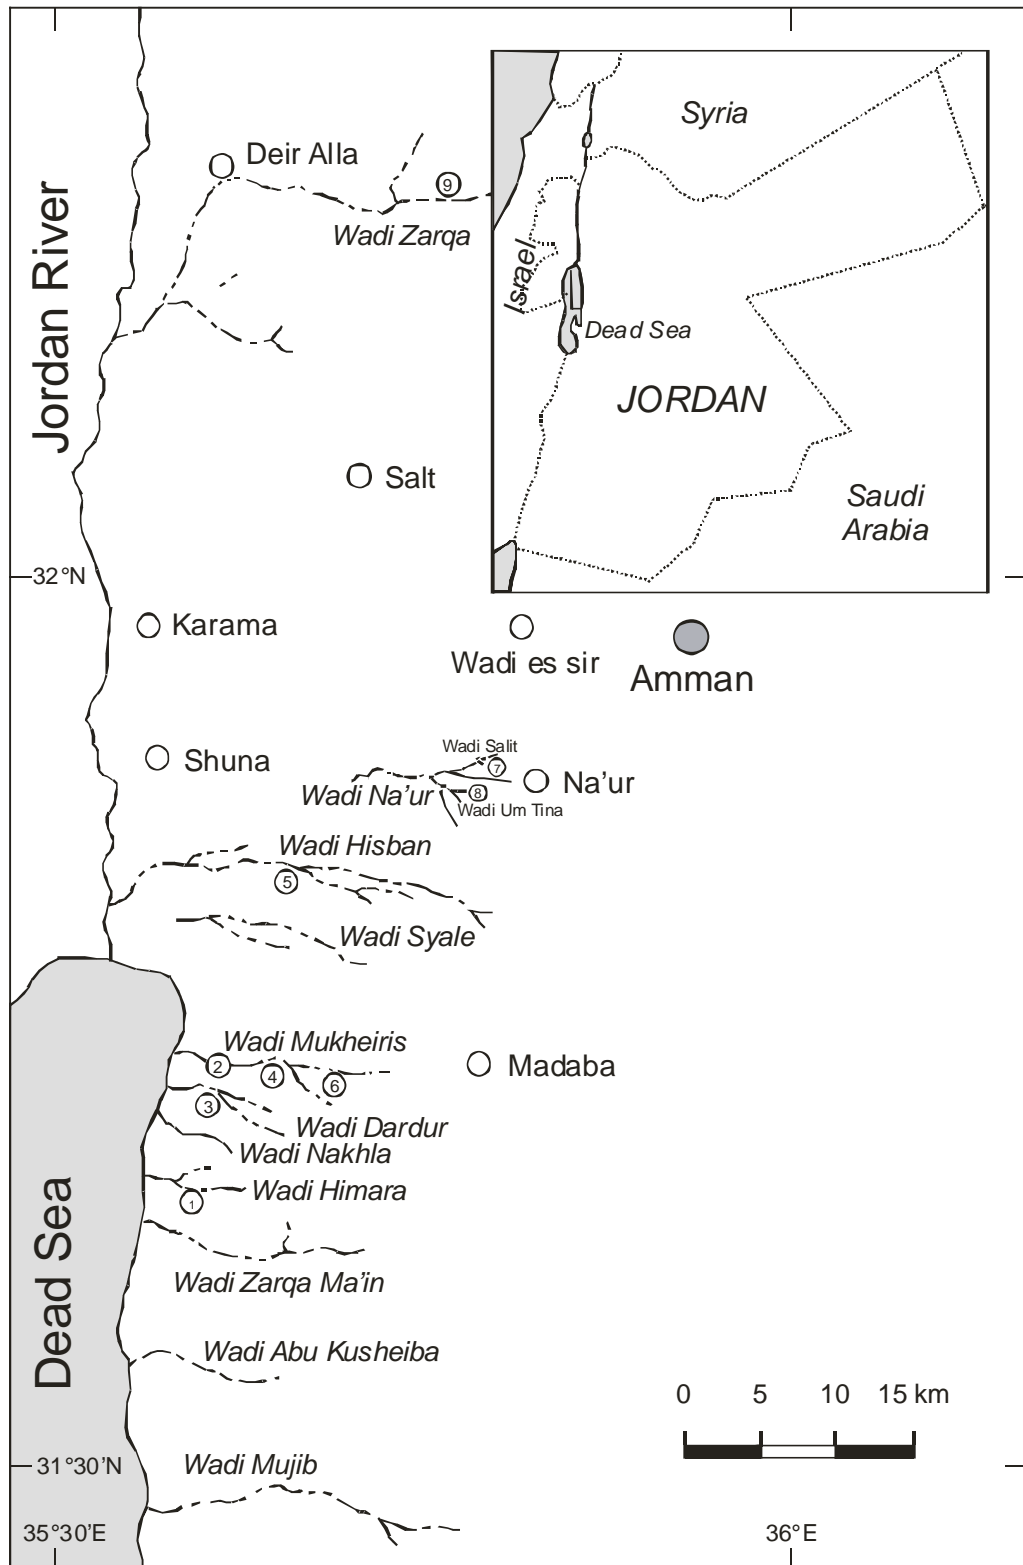 Deir Alla
9
Wadi Zarqa
Jordan River
Syria
Israel
Dead Sea
JORDAN
Saudi
Arabia
Salt
32°N
Karama
Wadi es sir
Amman
Shuna
Wadi Salit
7
Na’ur
Wadi Na’ur
8
Wadi Um Tina
Wadi Hisban
5
Wadi Syale
Wadi Mukheiris
2
4
6
Madaba
3
Wadi Dardur
Wadi Nakhla
Wadi Himara
1
Dead Sea
Wadi Zarqa Ma’in
Wadi Abu Kusheiba
0 5 10 15 km
31°30’N
Wadi Mujib
35°30’E
36°E